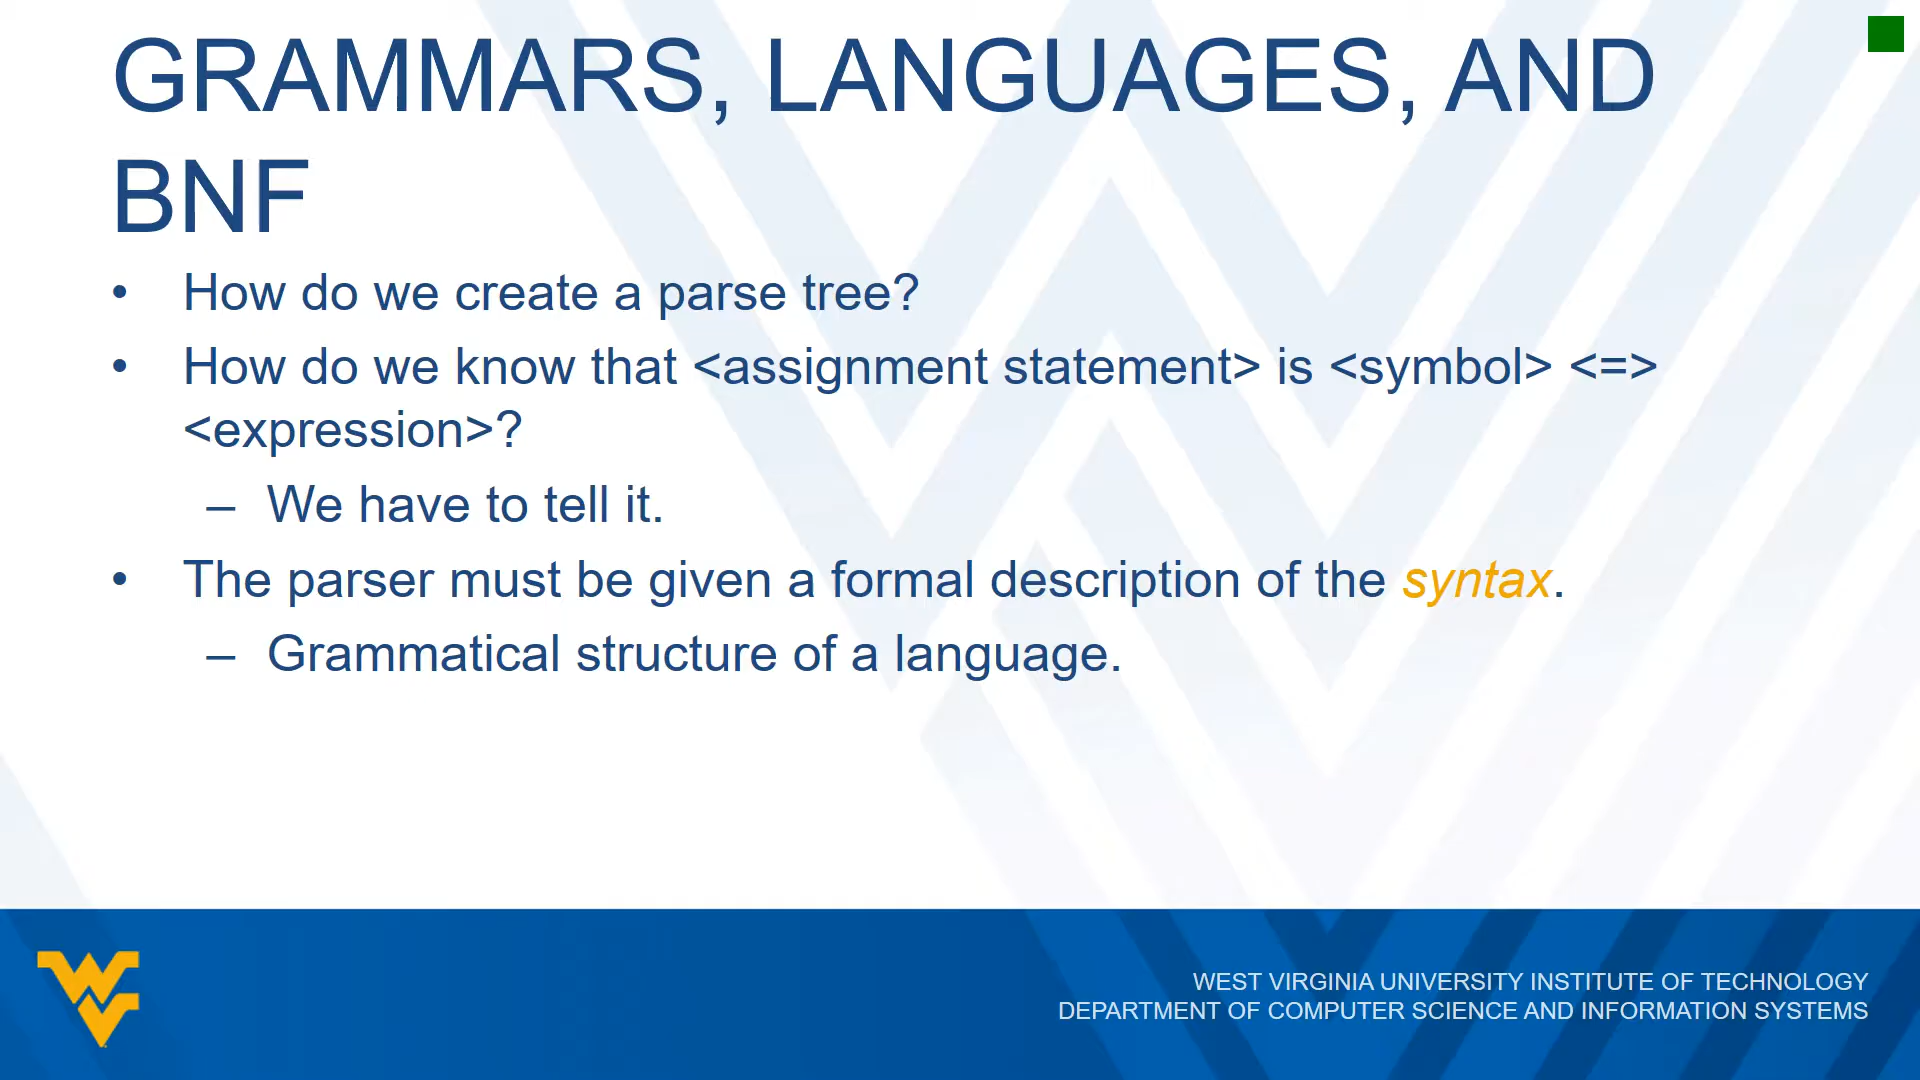 GRAMMARS, LANGUAGES, AND
BNF
• How do we create a parse tree?
• How do we know that <assignment statement> is <symbol> <=>
<expression>?
– We have to tell it.
• The parser must be given a formal description of the syntax.
– Grammatical structure of a language.
WEST VIRGINIA UNIVERSITY INSTITUTE OF TECHNOLOGY
DEPARTMENT OF COMPUTER SCIENCE AND INFORMATION SYSTEMS